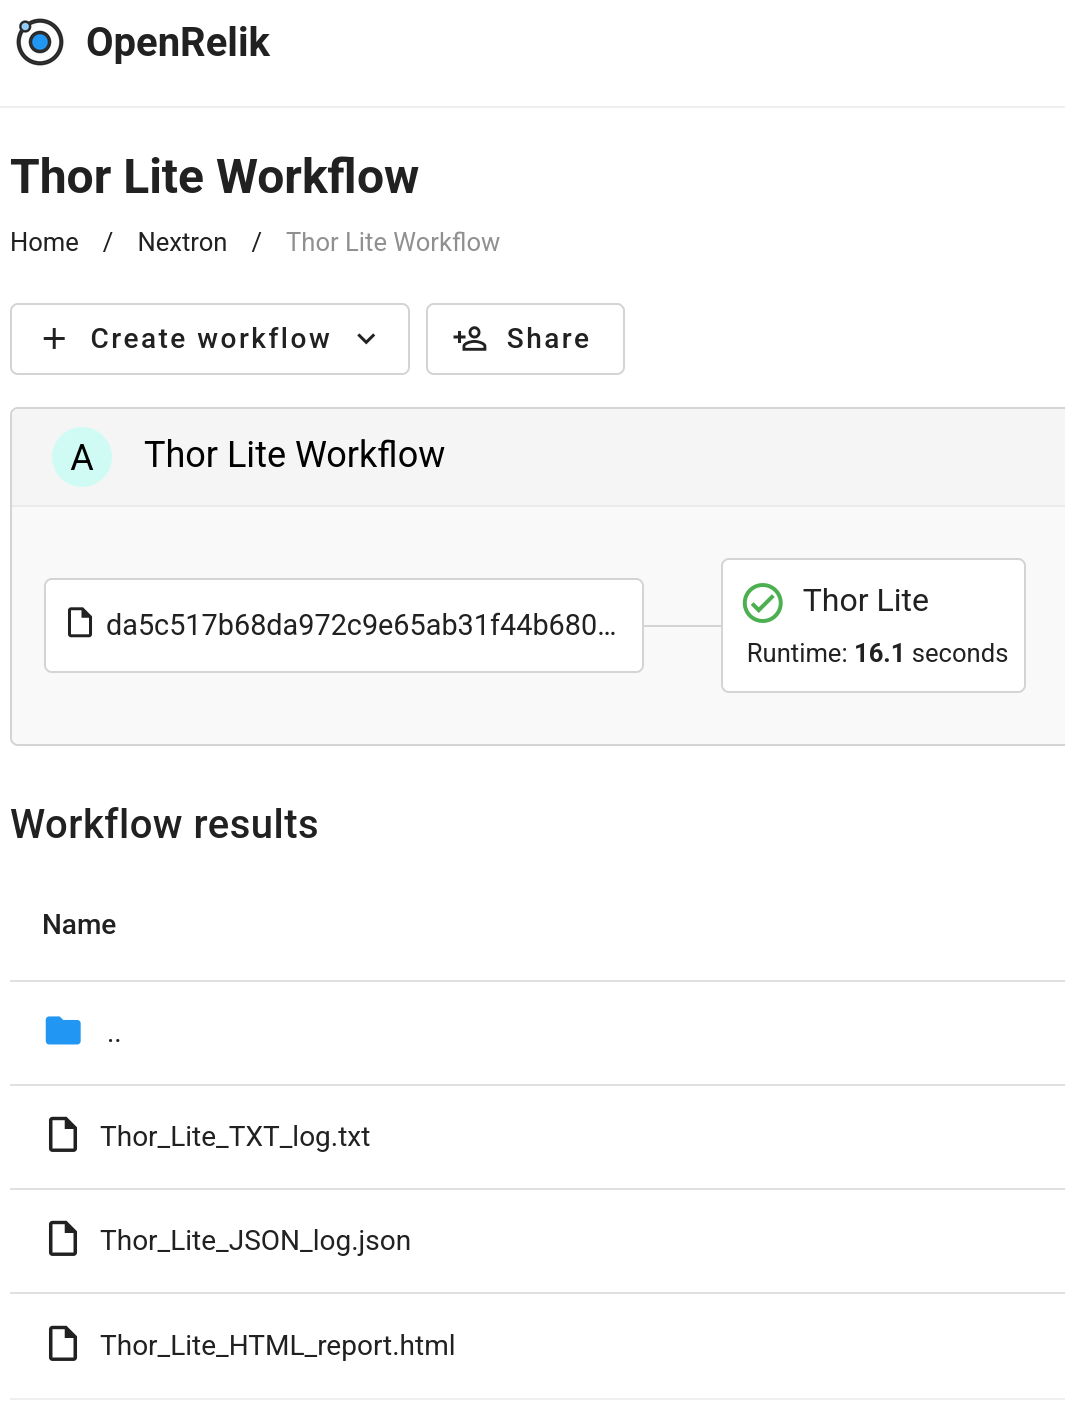 OpenRelik
Thor Lite Workflow
Home / Nextron / Thor Lite Workflow
+ Create workflow
Share
A Thor Lite Workflow
da5c517b68da972c9e65ab31f44b680...
Thor Lite
Runtime: 16.1 seconds
Workflow results
Name
..
Thor_Lite_TXT_log.txt
Thor_Lite_JSON_log.json
Thor_Lite_HTML_report.html